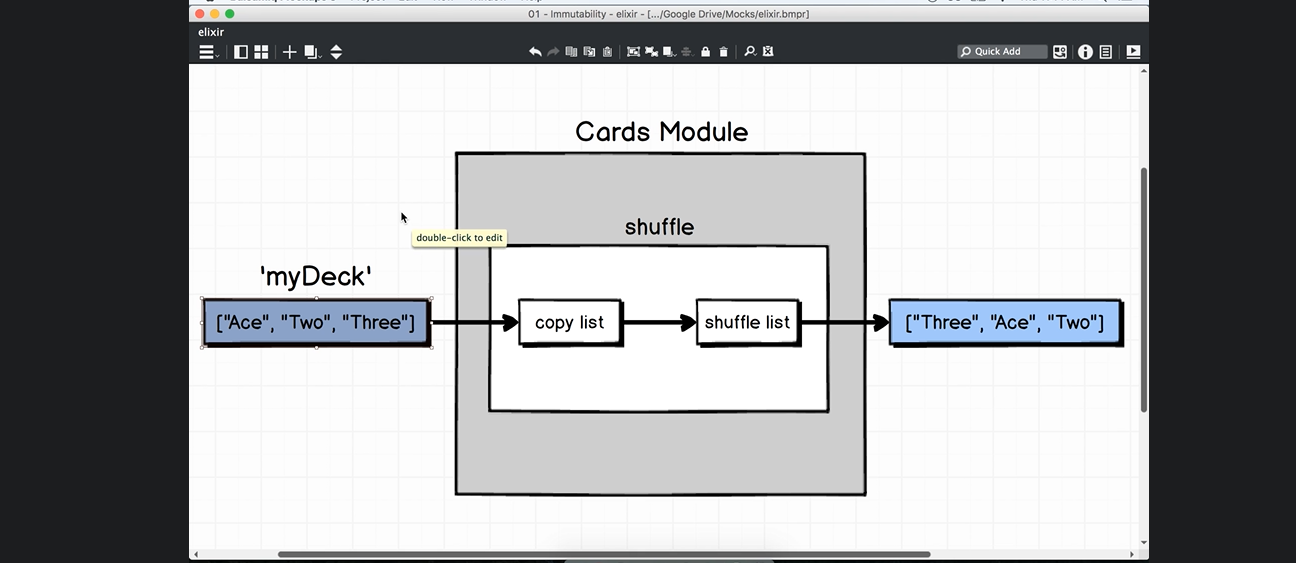 01 - Immutability - elixir - [.../Google Drive/Mocks/elixir.bmpr]
elixir
Quick Add
Cards Module
shuffle
double-click to edit
'myDeck'
["Ace", "Two", "Three"]
copy list
shuffle list
["Three", "Ace", "Two"]